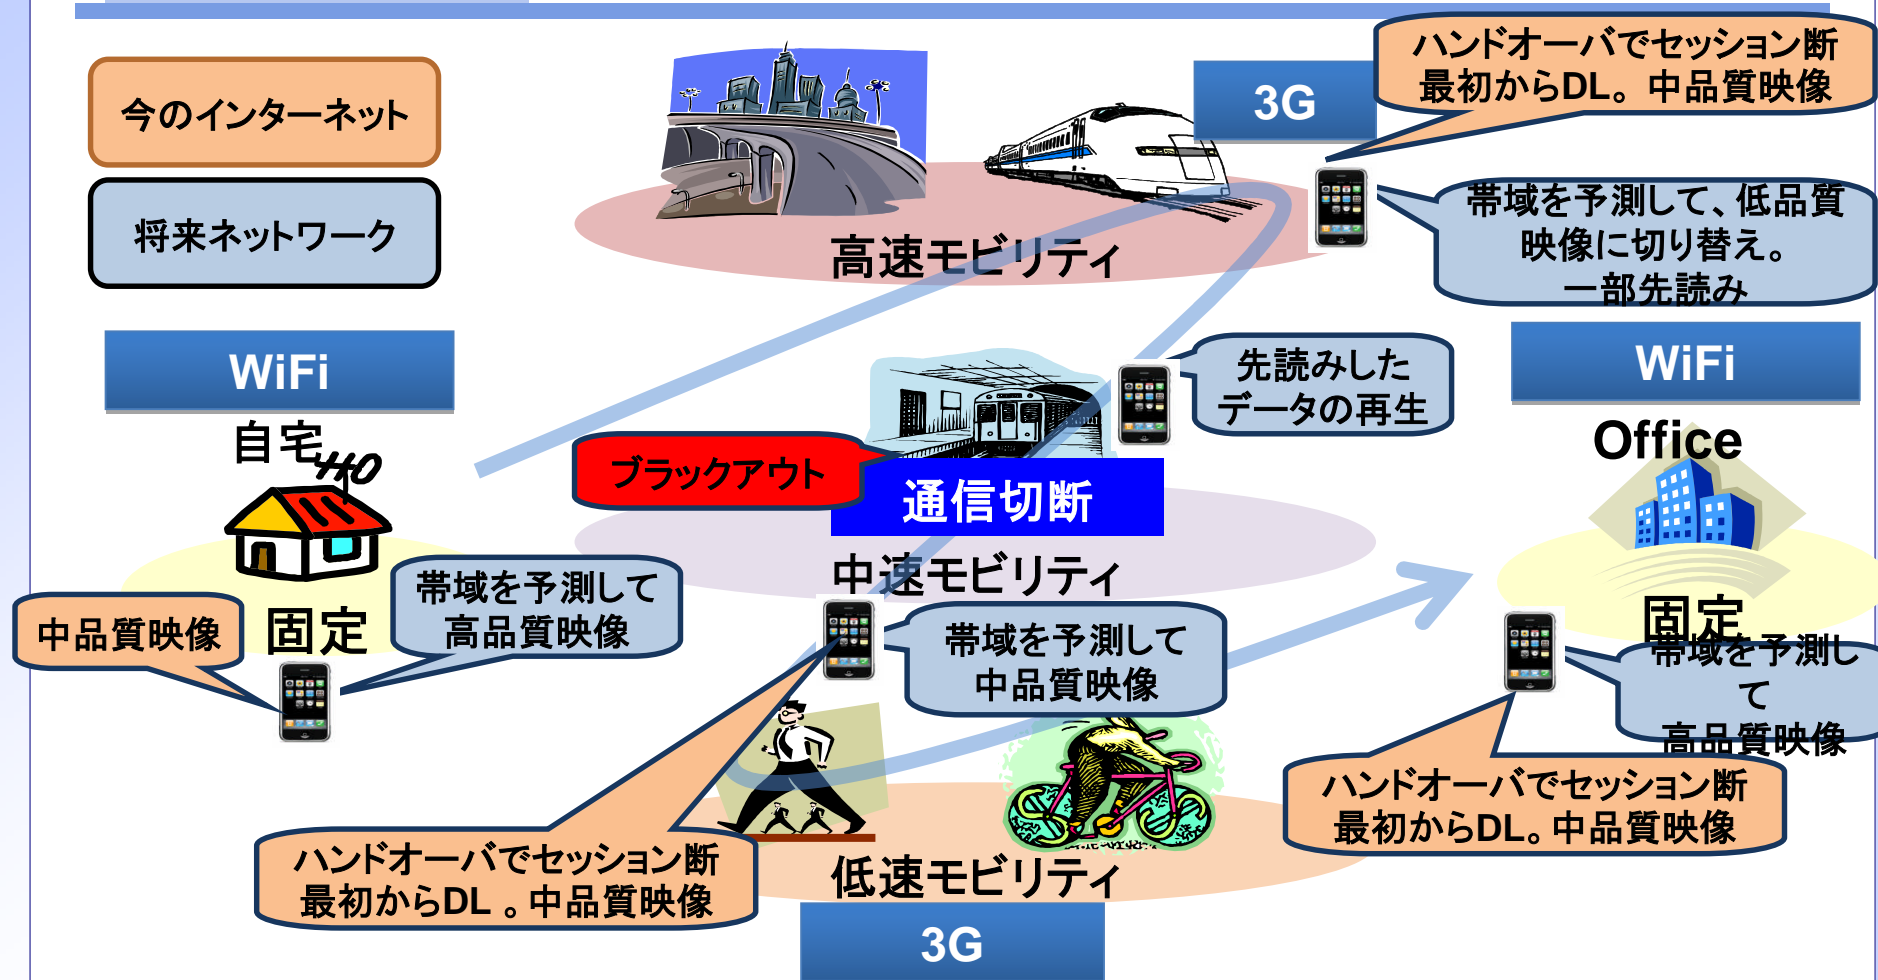 今のインターネット
将来ネットワーク
3G
ハンドオーバでセッション断
最初からDL。中品質映像
帯域を予測して、低品質
映像に切り替え。
一部先読み
高速モビリティ
WiFi
自宅
先読みした
データの再生
WiFi
Office
ブラックアウト
通信切断
中速モビリティ
中品質映像
固定
帯域を予測して
高品質映像
帯域を予測して
中品質映像
固定
帯域を予測し
て
高品質映像
ハンドオーバでセッション断
最初からDL。中品質映像
ハンドオーバでセッション断
最初からDL 。中品質映像
低速モビリティ
3G